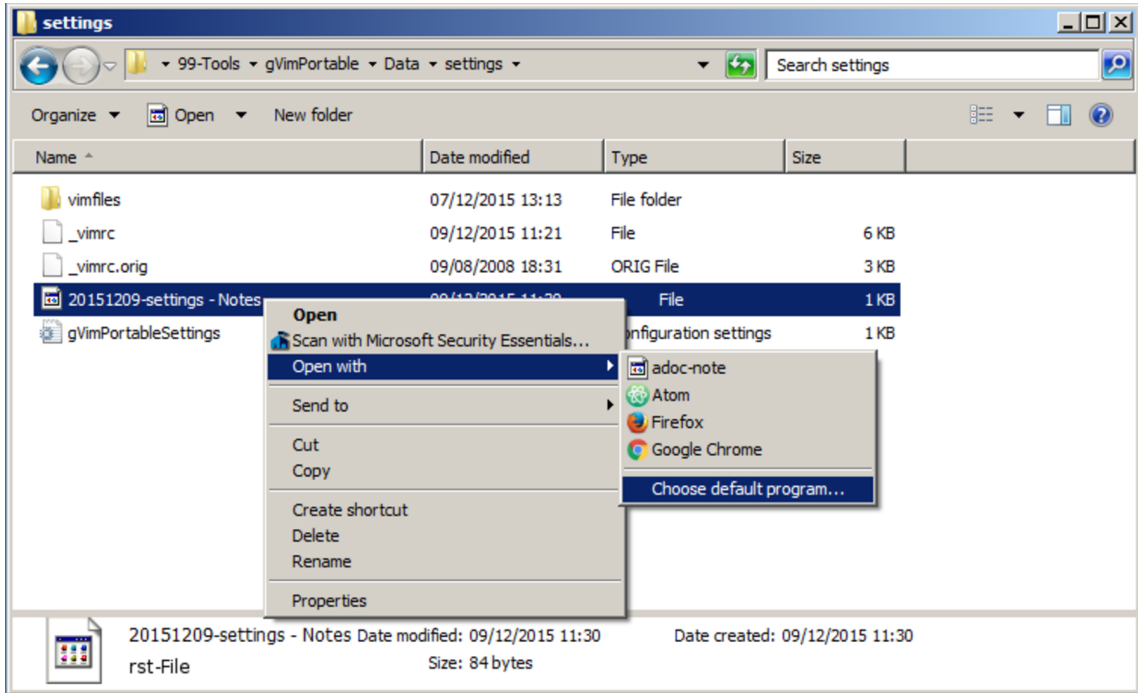 settings
99-Tools gVimPortable Data settings
Search settings
Organize Open New folder
Name Date modified Type Size
vimfiles 07/12/2015 13:13 File folder
_vimrc 09/12/2015 11:21 File 6 KB
_vimrc.orig 09/08/2008 18:31 ORIG File 3 KB
20151209-settings - Notes File 1 KB
gVimPortableSettings onfiguration settings 1 KB
Open
Scan with Microsoft Security Essentials...
Open with
Send to
Cut
Copy
Create shortcut
Delete
Rename
Properties
adoc-note
Atom
Firefox
Google Chrome
Choose default program...
20151209-settings - Notes Date modified: 09/12/2015 11:30 Date created: 09/12/2015 11:30
rst-File Size: 84 bytes